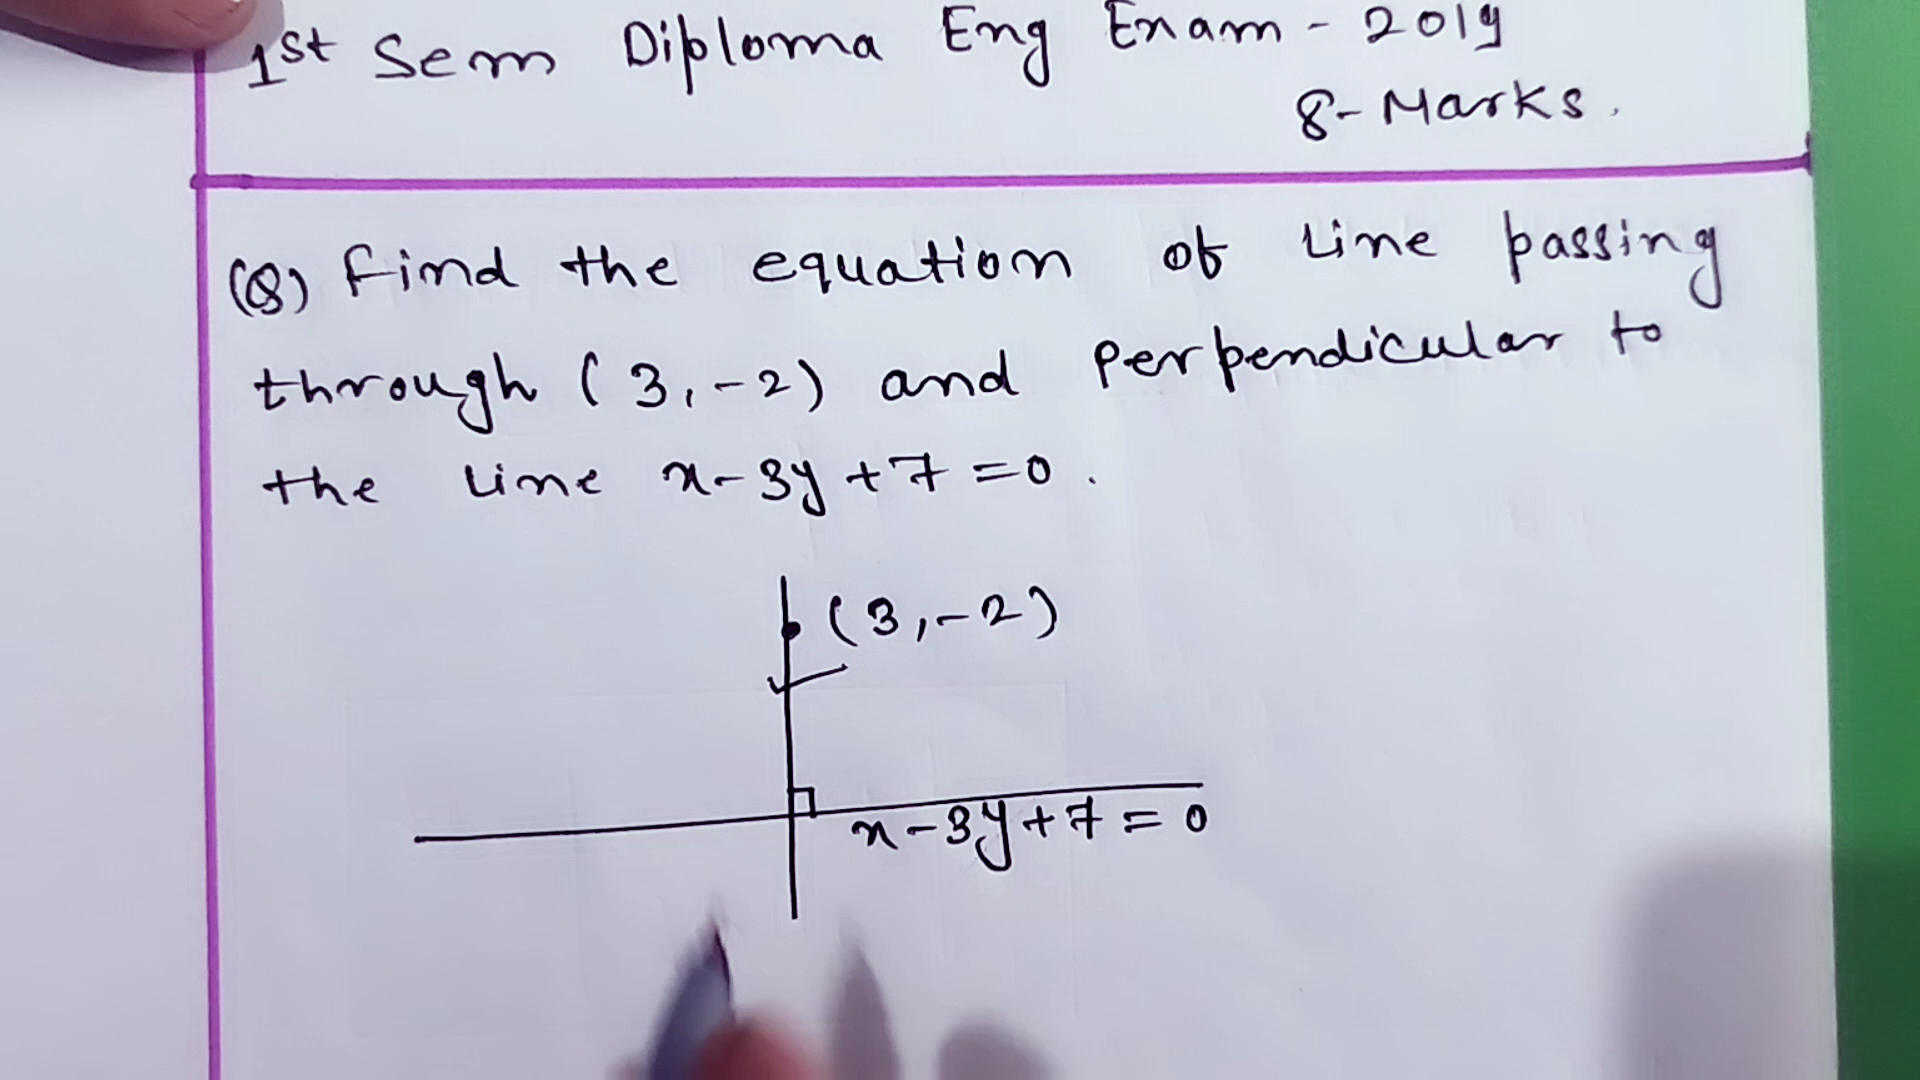 1st Sem Diploma Eng Exam - 2019
8-Marks.
(Q) Find the equation of line passing
through (3,-2) and perpendicular to
the line x-3y+7=0.
(3,-2)
x-3y+7=0